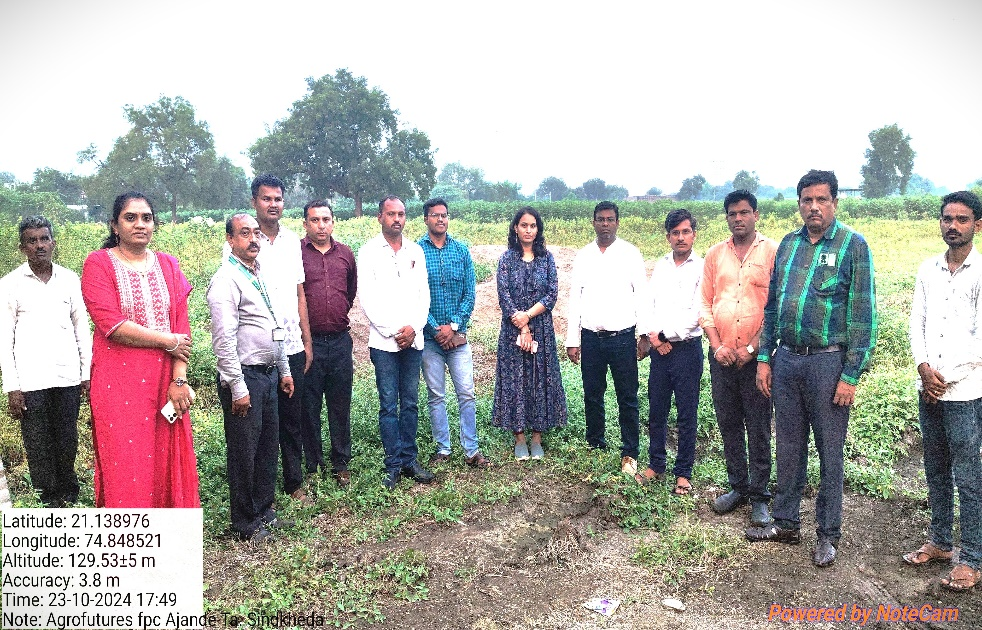 Latitude: 21.138976
Longitude: 74.848521
Altitude: 129.53±5 m
Accuracy: 3.8 m
Time: 23-10-2024 17:49
Note: Agrofutures fpc Ajande Ta- Sindkheda
Powered by NoteCam